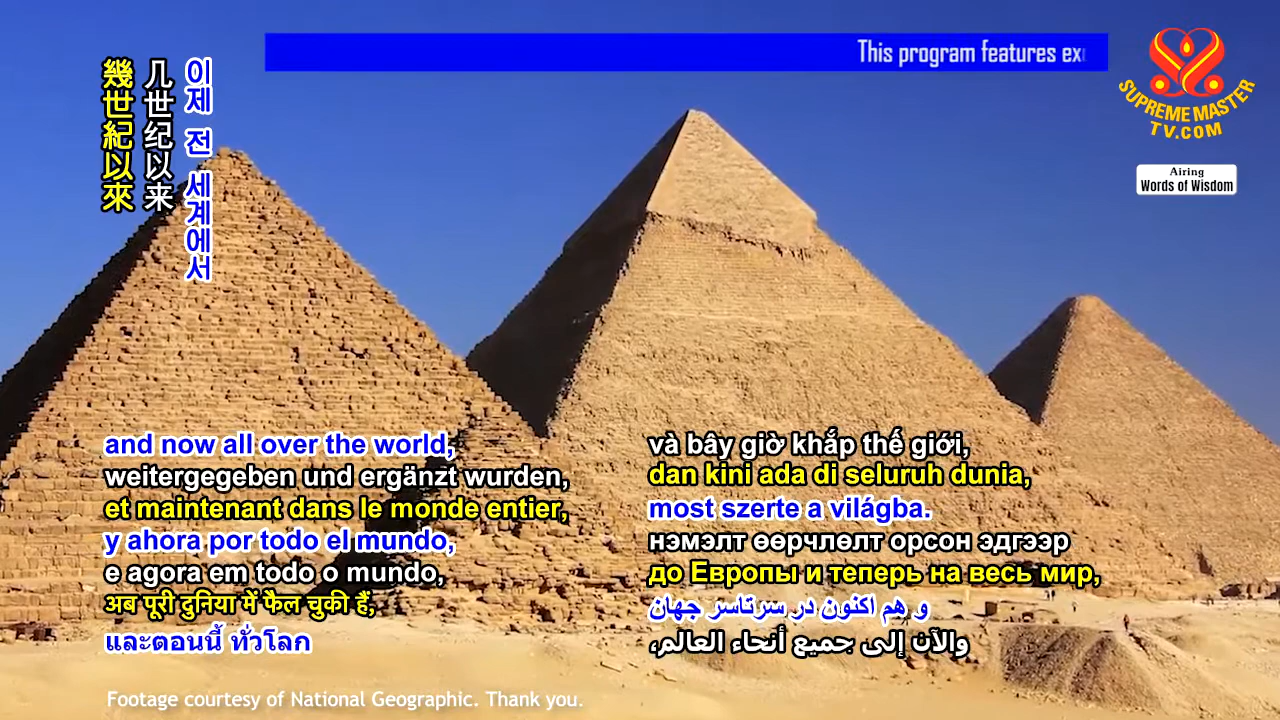 This program features ex
SUPREME MASTER
TV.COM
Airing
Words of Wisdom
幾世紀以來
几世纪以来
이제 전 세계에서
and now all over the world,
weitergegeben und ergänzt wurden,
et maintenant dans le monde entier,
y ahora por todo el mundo,
e agora em todo o mundo,
अब पूरी दुनिया में फैल चुकी हैं,
และตอนนี้ ทั่วโลก
và bây giờ khắp thế giới,
dan kini ada di seluruh dunia,
most szerte a világba.
нэмэлт өөрчлөлт орсон эдгээр
до Европы и теперь на весь мир,
و هم اکنون در سرتاسر جهان
والآن إلى جميع أنحاء العالم،
Footage courtesy of National Geographic. Thank you.